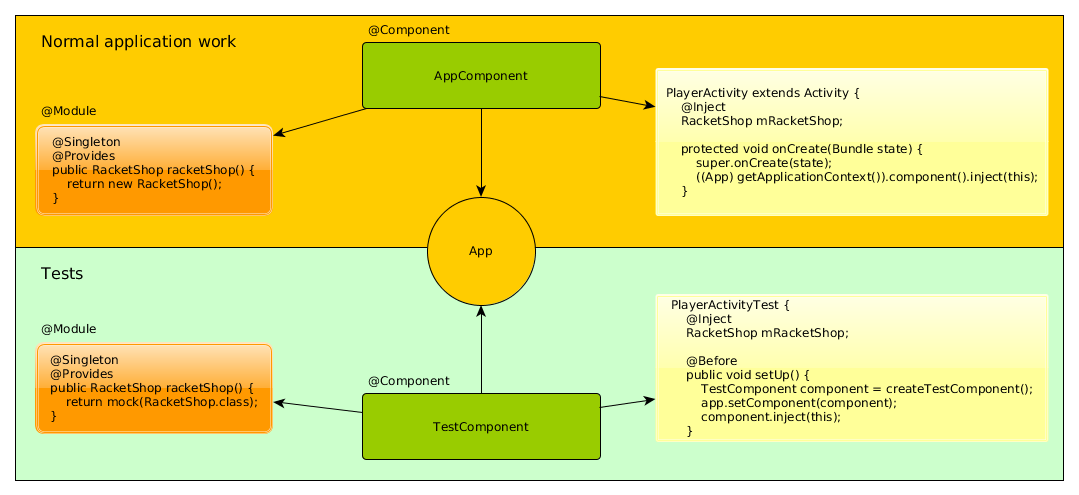 Normal application work
@Component
AppComponent
@Module
@Singleton
@Provides
public RacketShop racketShop() {
return new RacketShop();
}
PlayerActivity extends Activity {
@Inject
RacketShop mRacketShop;
protected void onCreate(Bundle state) {
super.onCreate(state);
((App) getApplicationContext()).component().inject(this);
}
App
Tests
@Module
@Singleton
@Provides
public RacketShop racketShop() {
return mock(RacketShop.class);
}
@Component
TestComponent
PlayerActivityTest {
@Inject
RacketShop mRacketShop;
@Before
public void setUp() {
TestComponent component = createTestComponent();
app.setComponent(component);
component.inject(this);
}